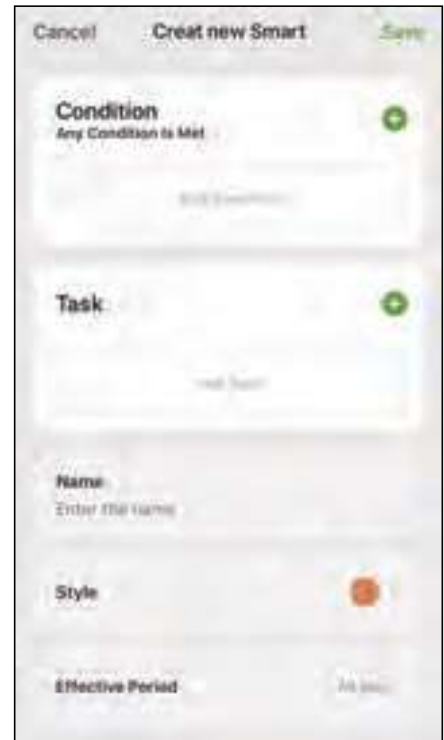 Cancel Creat new Smart Save
Condition
Any Condition Is Met
Task
Name
Enter the name
Style
Effective Period